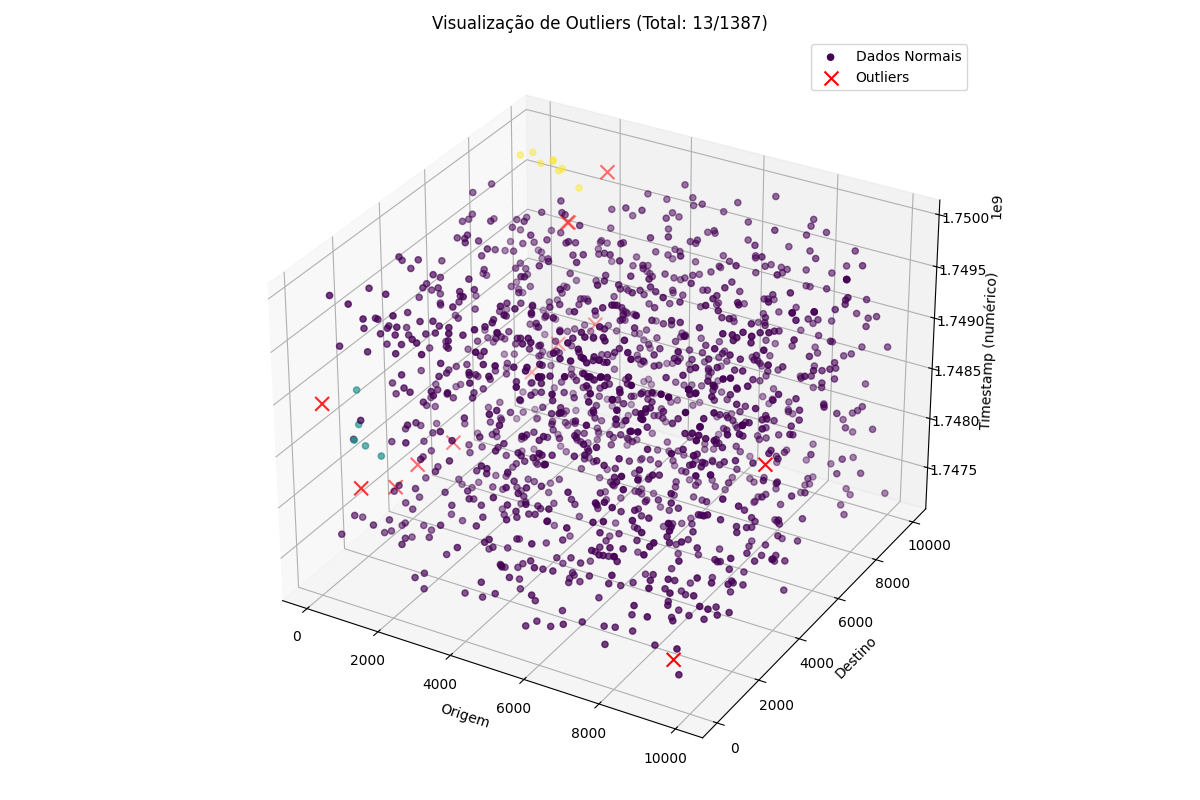 Visualização de Outliers (Total: 13/1387)
Dados Normais
Outliers
1e9
1.7500
1.7495
1.7490
1.7485
1.7480
1.7475
Timestamp (numérico)
0
2000
4000
6000
8000
10000
Origem
0
2000
4000
6000
8000
10000
Destino